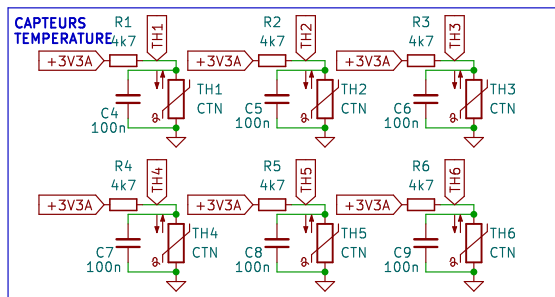 CAPTEURS
TEMPERATURE
R1
4k7
TH1
+3V3A
C4
100n
TH1
CTN
R2
4k7
TH2
+3V3A
C5
100n
TH2
CTN
R3
4k7
TH3
+3V3A
C6
100n
TH3
CTN
R4
4k7
TH4
+3V3A
C7
100n
TH4
CTN
R5
4k7
TH5
+3V3A
C8
100n
TH5
CTN
R6
4k7
TH6
+3V3A
C9
100n
TH6
CTN